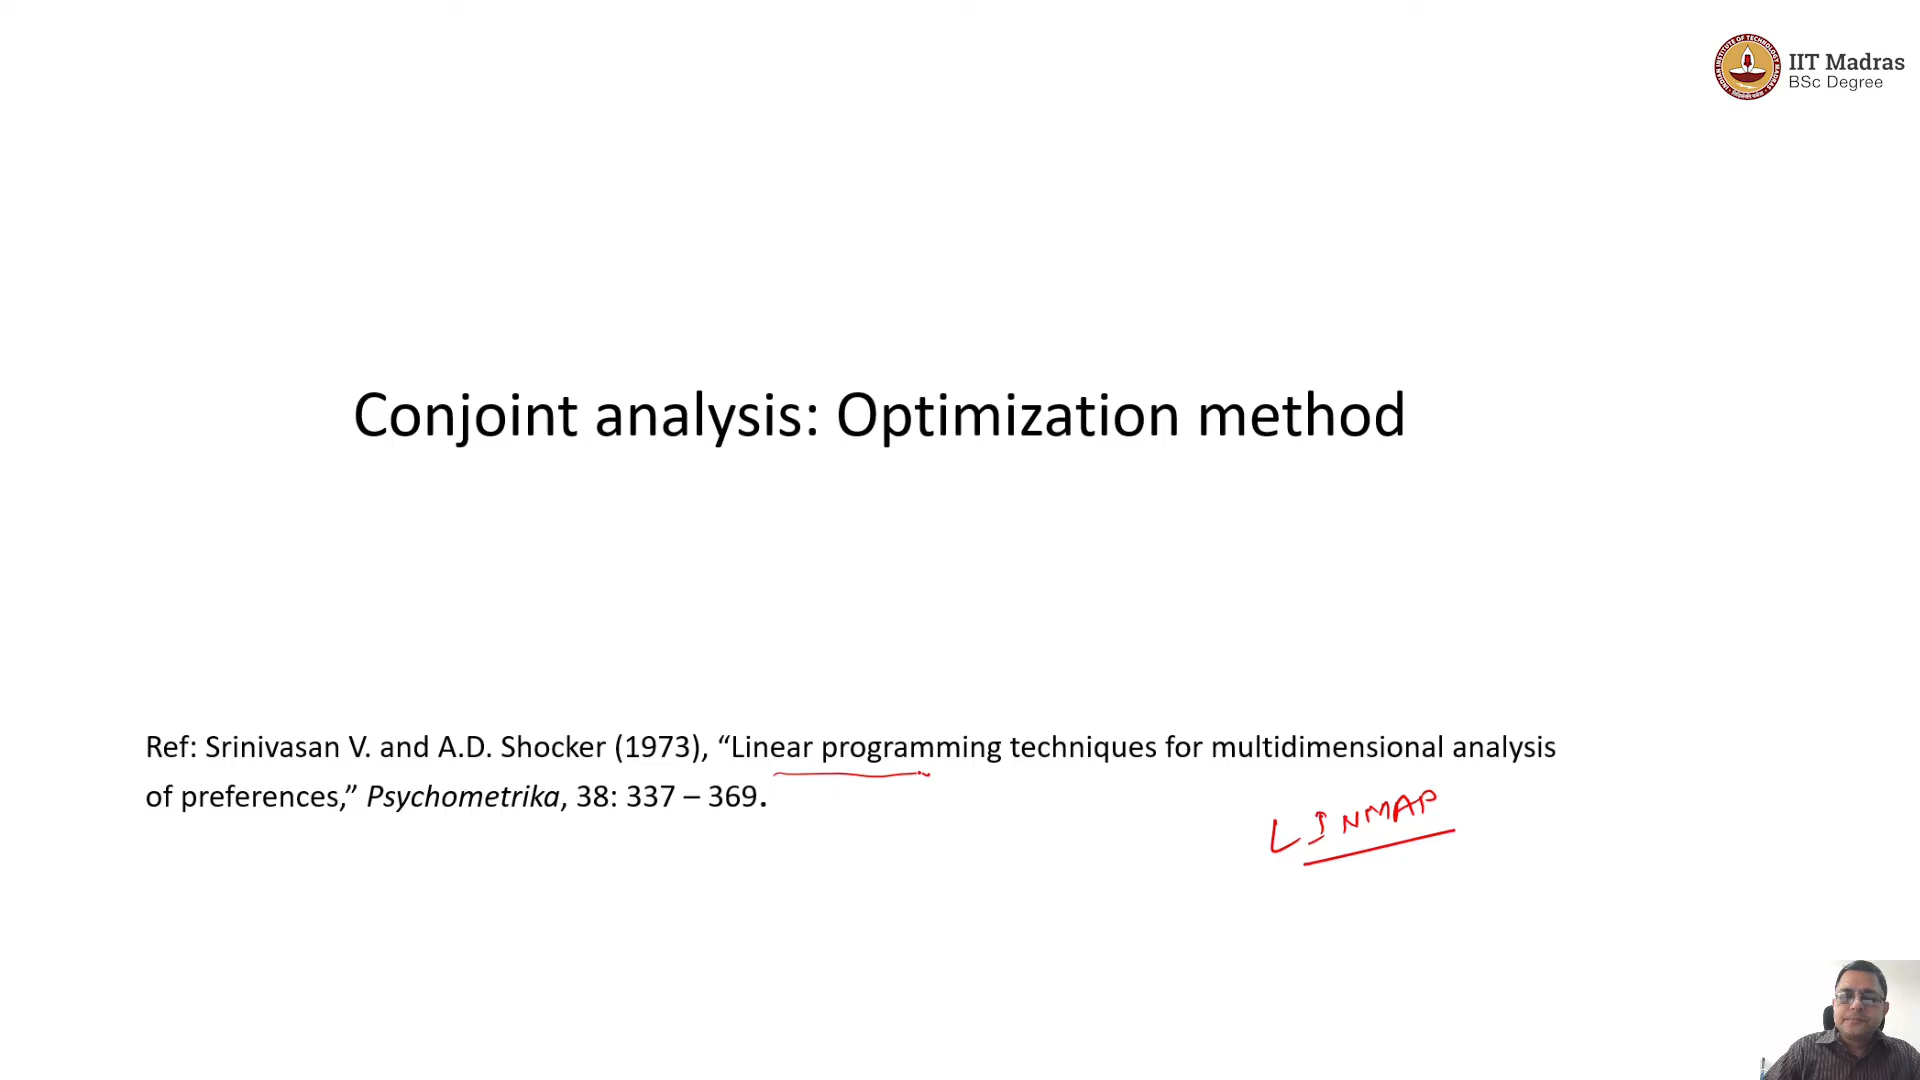 IIT Madras
BSc Degree
Conjoint analysis: Optimization method
Ref: Srinivasan V. and A.D. Shocker (1973), “Linear programming techniques for multidimensional analysis
of preferences,” Psychometrika, 38: 337 – 369.
LINMAP